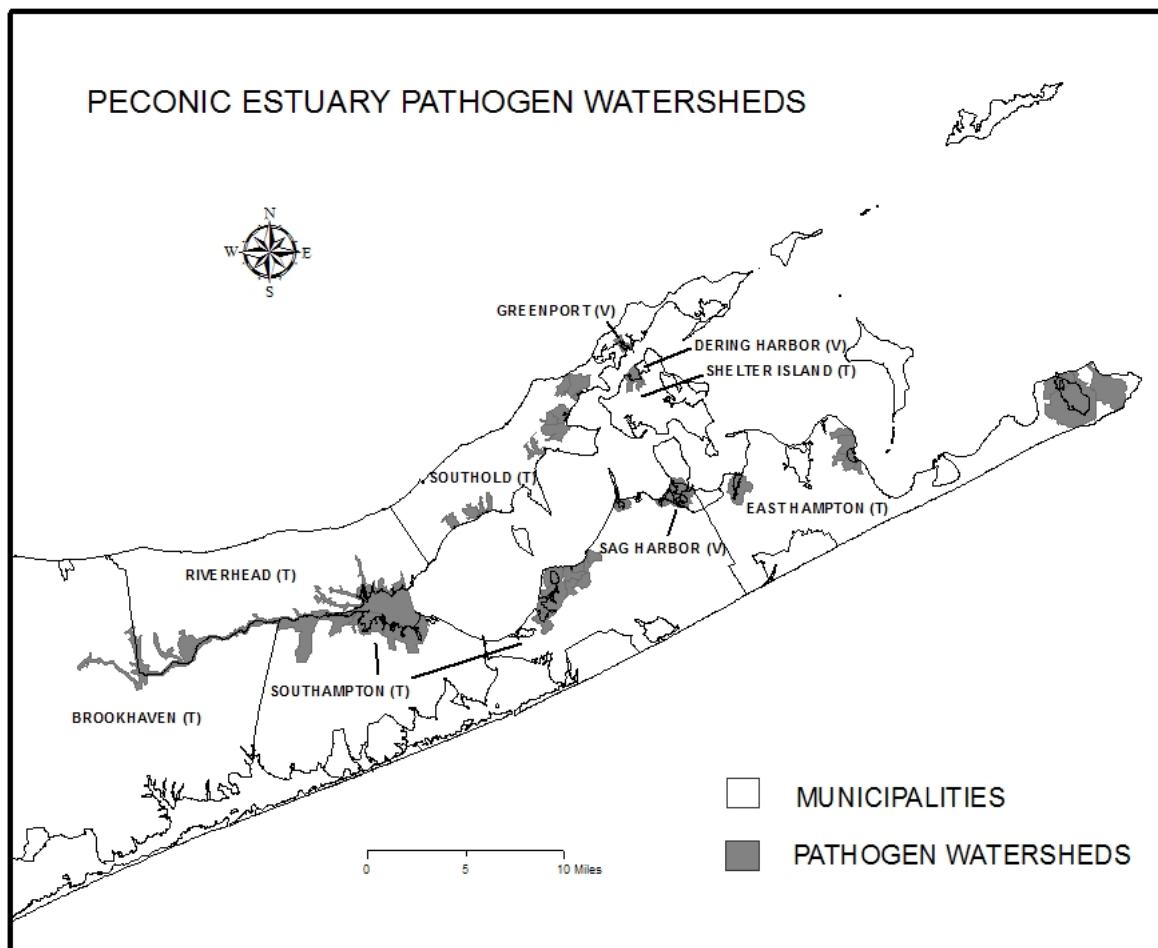 PECONIC ESTUARY PATHOGEN WATERSHEDS
N
W E
S
GREENPORT (V)
DERING HARBOR (V)
SHELTER ISLAND (T)
SOUTHOLD (T)
EAST HAMPTON (T)
SAG HARBOR (V)
RIVERHEAD (T)
SOUTHAMPTON (T)
BROOKHAVEN (T)
MUNICIPALITIES
PATHOGEN WATERSHEDS
0 5 10 Miles